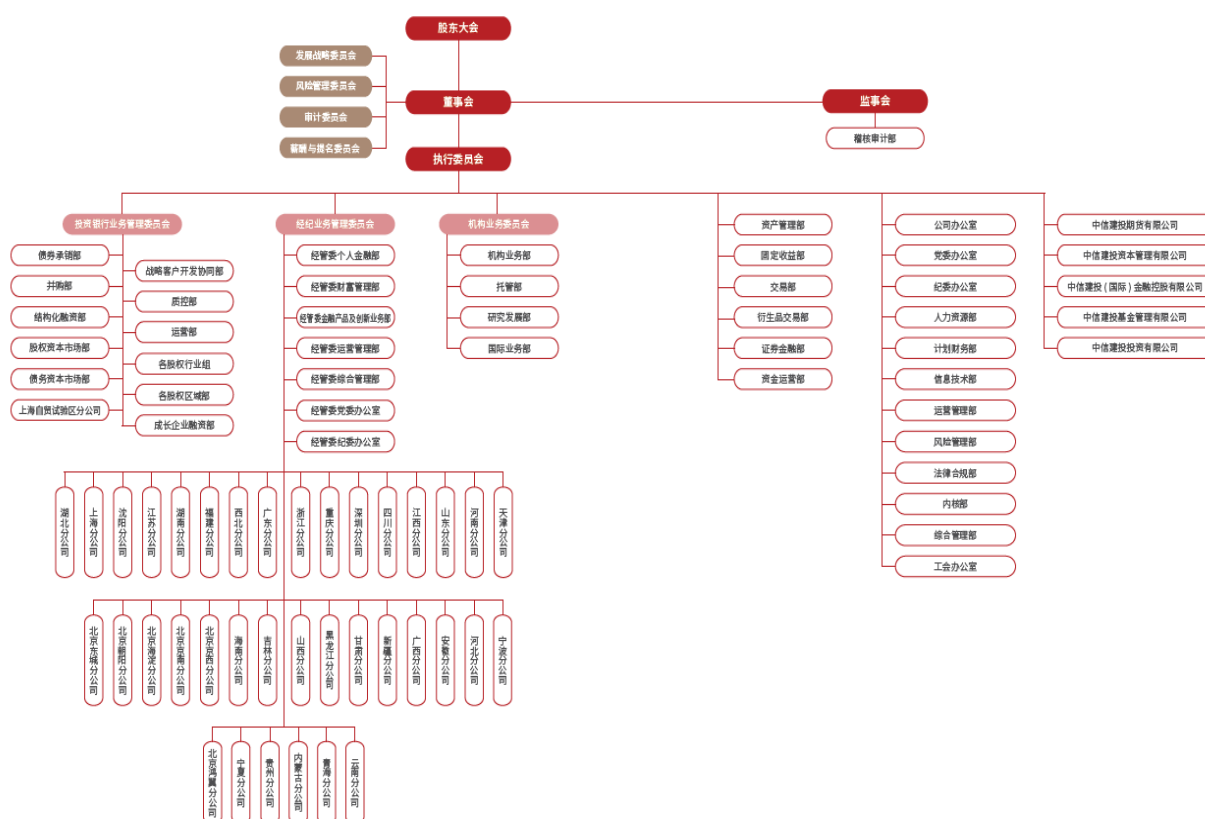 股东大会
发展战略委员会
风险管理委员会
审计委员会
薪酬与提名委员会
董事会
监事会
稽核审计部
执行委员会
投资银行业务管理委员会
债券承销部
并购部
结构化融资部
股权资本市场部
债务资本市场部
上海自贸试验区分公司
战略客户开发协同部
质控部
运营部
各股权行业组
各股权区域部
成长企业融资部
经纪业务管理委员会
经管委个人金融部
经管委财富管理部
经管委金融产品及创新业务部
经管委运营管理部
经管委综合管理部
经管委党委办公室
经管委纪委办公室
机构业务委员会
机构业务部
托管部
研究发展部
国际业务部
资产管理部
固定收益部
交易部
衍生品交易部
证券金融部
资金运营部
公司办公室
党委办公室
纪委办公室
人力资源部
计划财务部
信息技术部
运营管理部
风险管理部
法律合规部
内核部
综合管理部
工会办公室
中信建投期货有限公司
中信建投资本管理有限公司
中信建投(国际)金融控股有限公司
中信建投基金管理有限公司
中信建投投资有限公司
湖北分公司
上海分公司
沈阳分公司
江苏分公司
湖南分公司
福建分公司
西北分公司
广东分公司
浙江分公司
重庆分公司
深圳分公司
四川分公司
江西分公司
山东分公司
河南分公司
天津分公司
北京东城分公司
北京朝阳分公司
北京海淀分公司
北京京南分公司
北京京西分公司
海南分公司
吉林分公司
山西分公司
黑龙江分公司
甘肃分公司
新疆分公司
广西分公司
安徽分公司
河北分公司
宁波分公司
北京鸿翼分公司
宁夏分公司
贵州分公司
内蒙古分公司
青海分公司
云南分公司